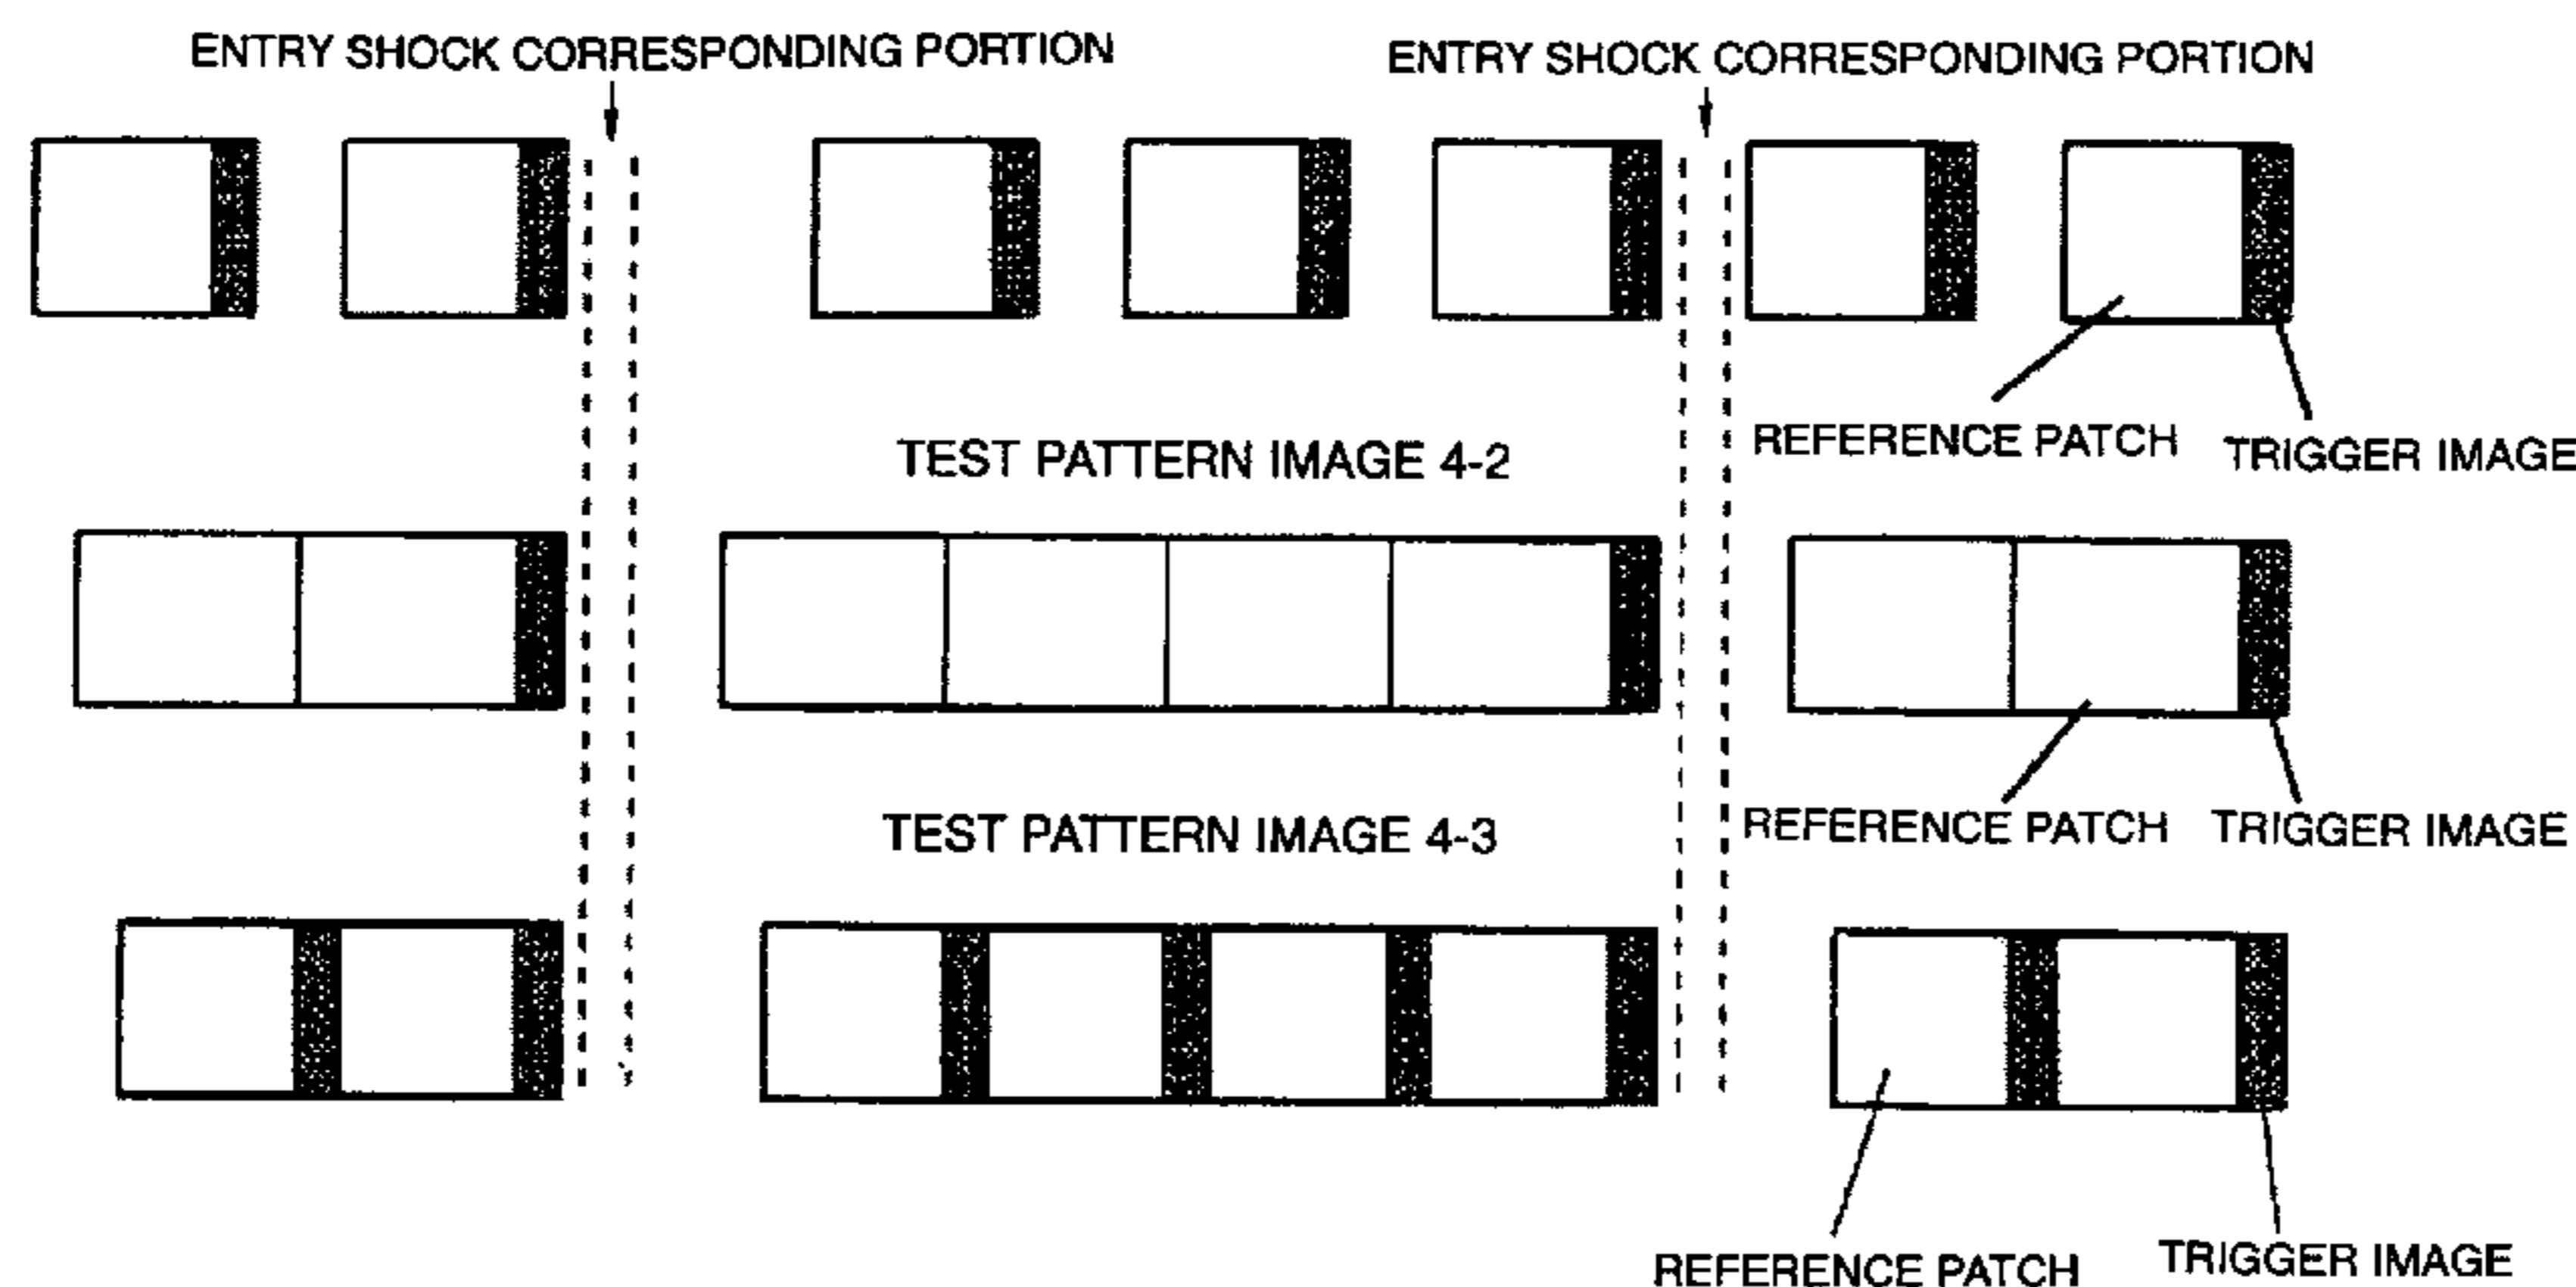 ENTRY SHOCK CORRESPONDING PORTION
ENTRY SHOCK CORRESPONDING PORTION
REFERENCE PATCH
TRIGGER IMAGE
TEST PATTERN IMAGE 4-2
REFERENCE PATCH
TRIGGER IMAGE
TEST PATTERN IMAGE 4-3
REFERENCE PATCH
TRIGGER IMAGE